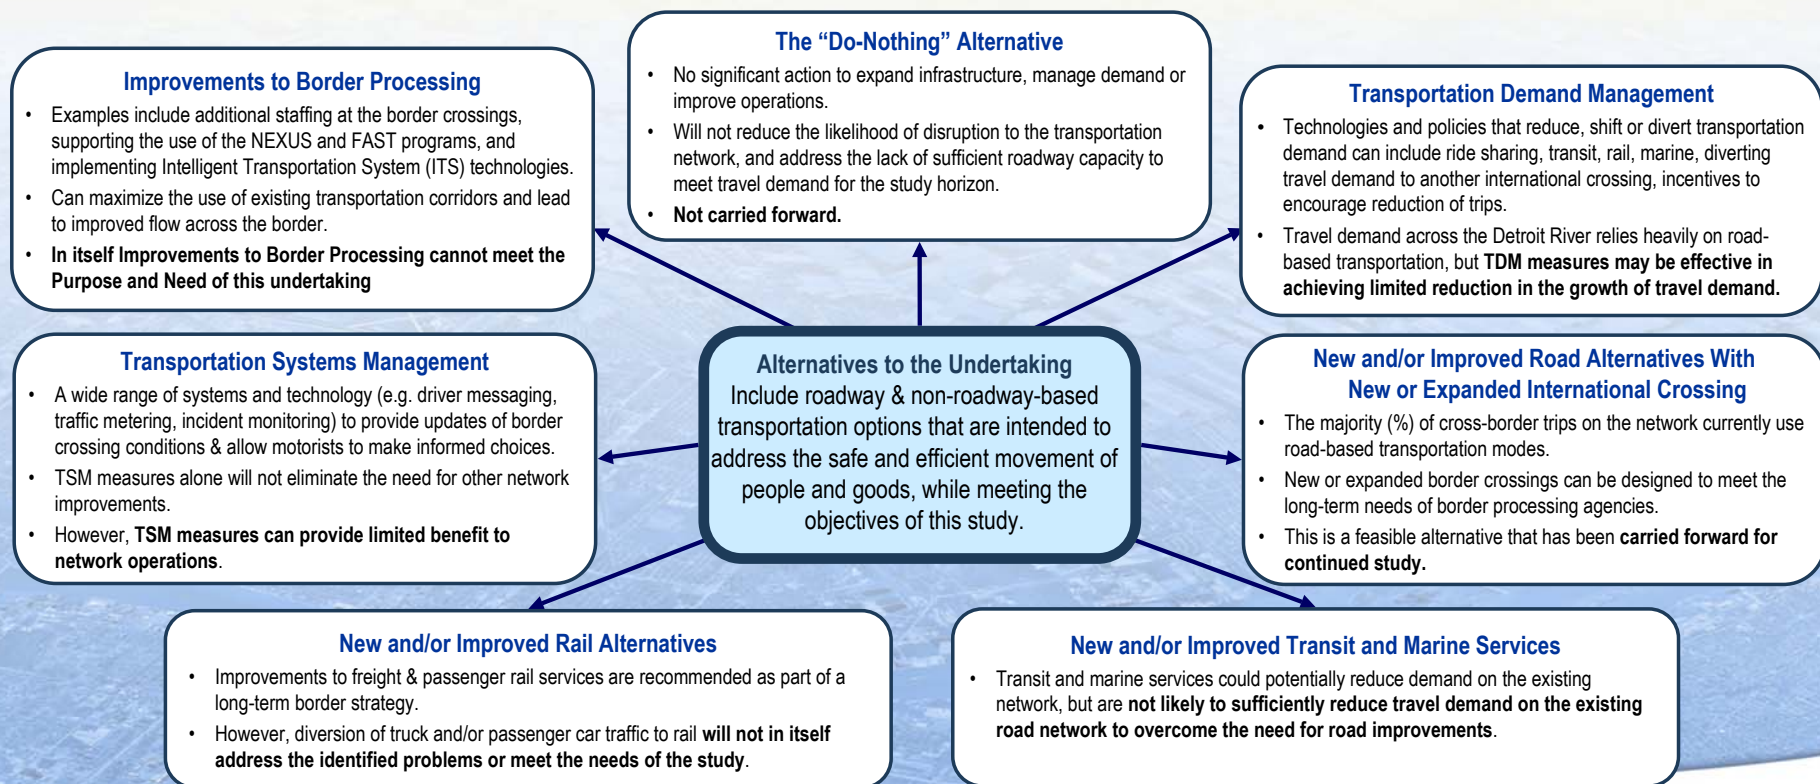 The “Do-Nothing” Alternative
• No significant action to expand infrastructure, manage demand or
improve operations.
• Will not reduce the likelihood of disruption to the transportation
network, and address the lack of sufficient roadway capacity to
meet travel demand for the study horizon.
• Not carried forward.
Improvements to Border Processing
• Examples include additional staffing at the border crossings,
supporting the use of the NEXUS and FAST programs, and
implementing Intelligent Transportation System (ITS) technologies.
• Can maximize the use of existing transportation corridors and lead
to improved flow across the border.
• In itself Improvements to Border Processing cannot meet the
Purpose and Need of this undertaking
Transportation Demand Management
• Technologies and policies that reduce, shift or divert transportation
demand can include ride sharing, transit, rail, marine, diverting
travel demand to another international crossing, incentives to
encourage reduction of trips.
• Travel demand across the Detroit River relies heavily on road-
based transportation, but TDM measures may be effective in
achieving limited reduction in the growth of travel demand.
Transportation Systems Management
• A wide range of systems and technology (e.g. driver messaging,
traffic metering, incident monitoring) to provide updates of border
crossing conditions & allow motorists to make informed choices.
• TSM measures alone will not eliminate the need for other network
improvements.
• However, TSM measures can provide limited benefit to
network operations.
Alternatives to the Undertaking
Include roadway & non-roadway-based
transportation options that are intended to
address the safe and efficient movement of
people and goods, while meeting the
objectives of this study.
New and/or Improved Road Alternatives With
New or Expanded International Crossing
• The majority (%) of cross-border trips on the network currently use
road-based transportation modes.
• New or expanded border crossings can be designed to meet the
long-term needs of border processing agencies.
• This is a feasible alternative that has been carried forward for
continued study.
New and/or Improved Rail Alternatives
• Improvements to freight & passenger rail services are recommended as part of a
long-term border strategy.
• However, diversion of truck and/or passenger car traffic to rail will not in itself
address the identified problems or meet the needs of the study.
New and/or Improved Transit and Marine Services
• Transit and marine services could potentially reduce demand on the existing
network, but are not likely to sufficiently reduce travel demand on the existing
road network to overcome the need for road improvements.